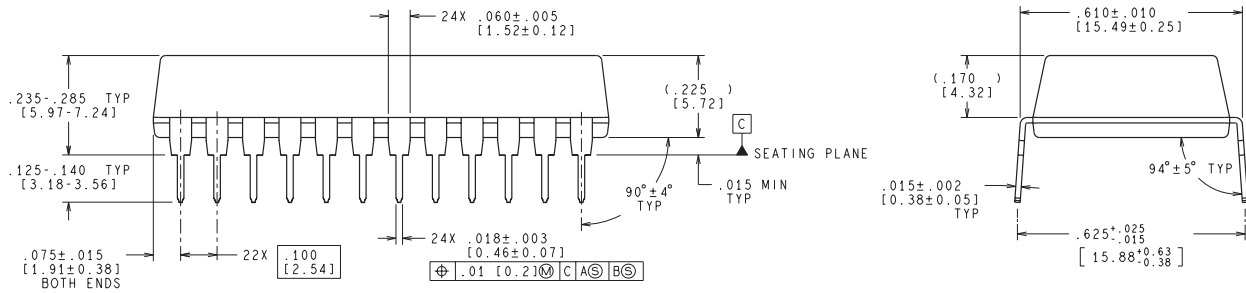 24X .060±.005
[1.52±0.12]
.235-.285 TYP
[5.97-7.24]
(.225 )
[5.72]
C
SEATING PLANE
.125-.140 TYP
[3.18-3.56]
90°±4°
TYP
.015 MIN
TYP
.075±.015
[1.91±0.38]
BOTH ENDS
22X .100
[2.54]
24X .018±.003
[0.46±0.07]
⌖ .01 [0.2]Ⓜ C AⓈ BⓈ
.610±.010
[15.49±0.25]
(.170 )
[4.32]
94°±5° TYP
.015±.002
[0.38±0.05]
TYP
.625+.025
-.015
[ 15.88+0.63
-0.38 ]